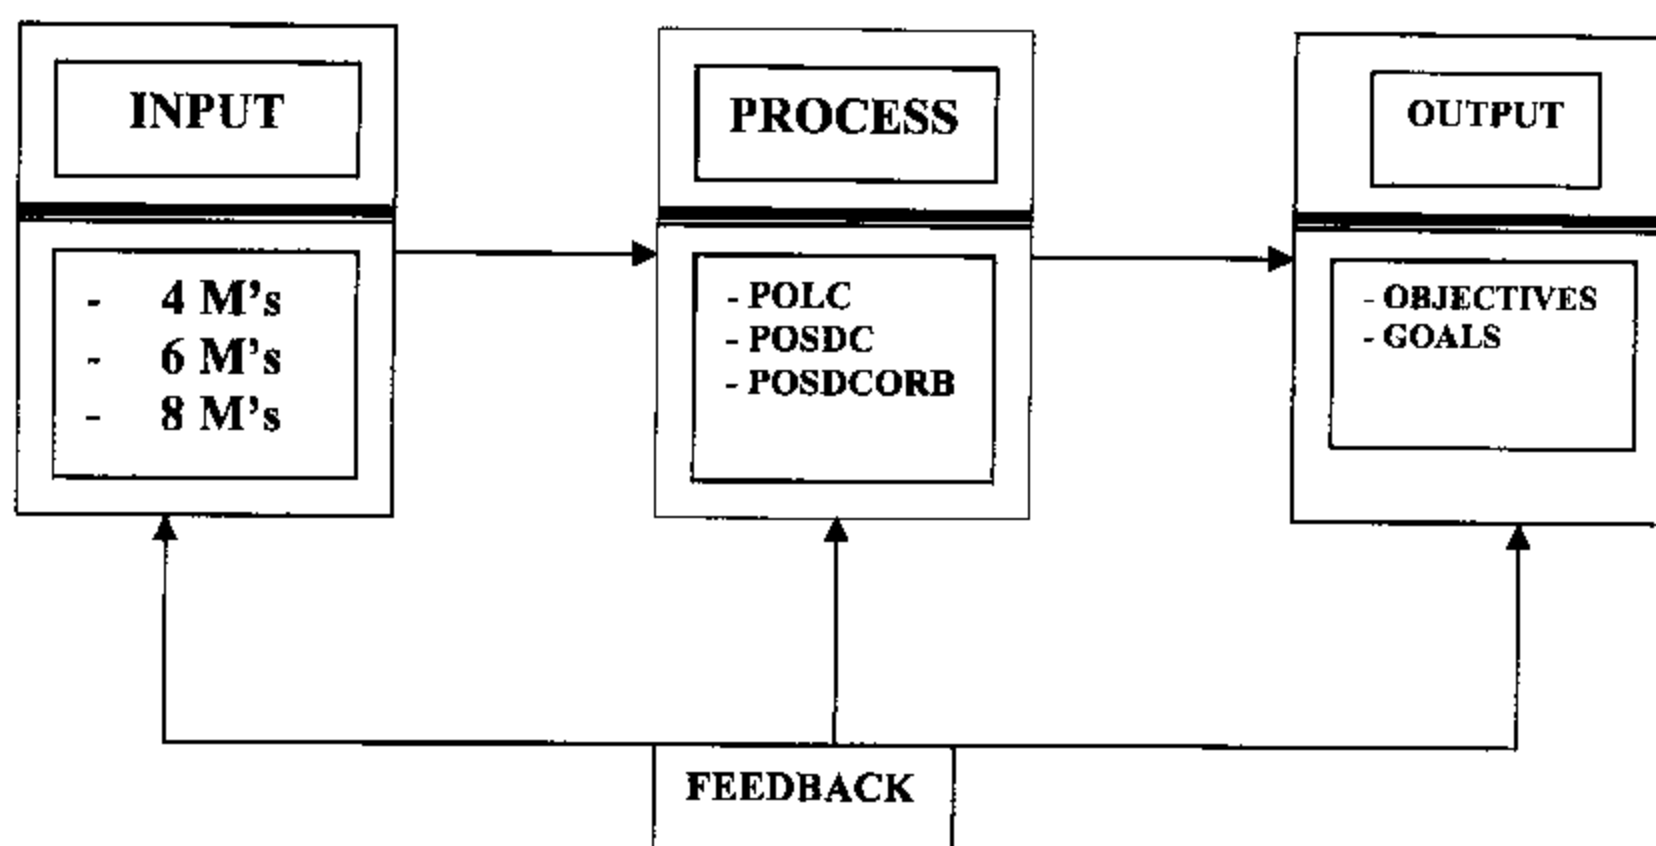 INPUT
- 4 M's
- 6 M's
- 8 M's
PROCESS
- POLC
- POSDC
- POSDCORB
OUTPUT
- OBJECTIVES
- GOALS
FEEDBACK